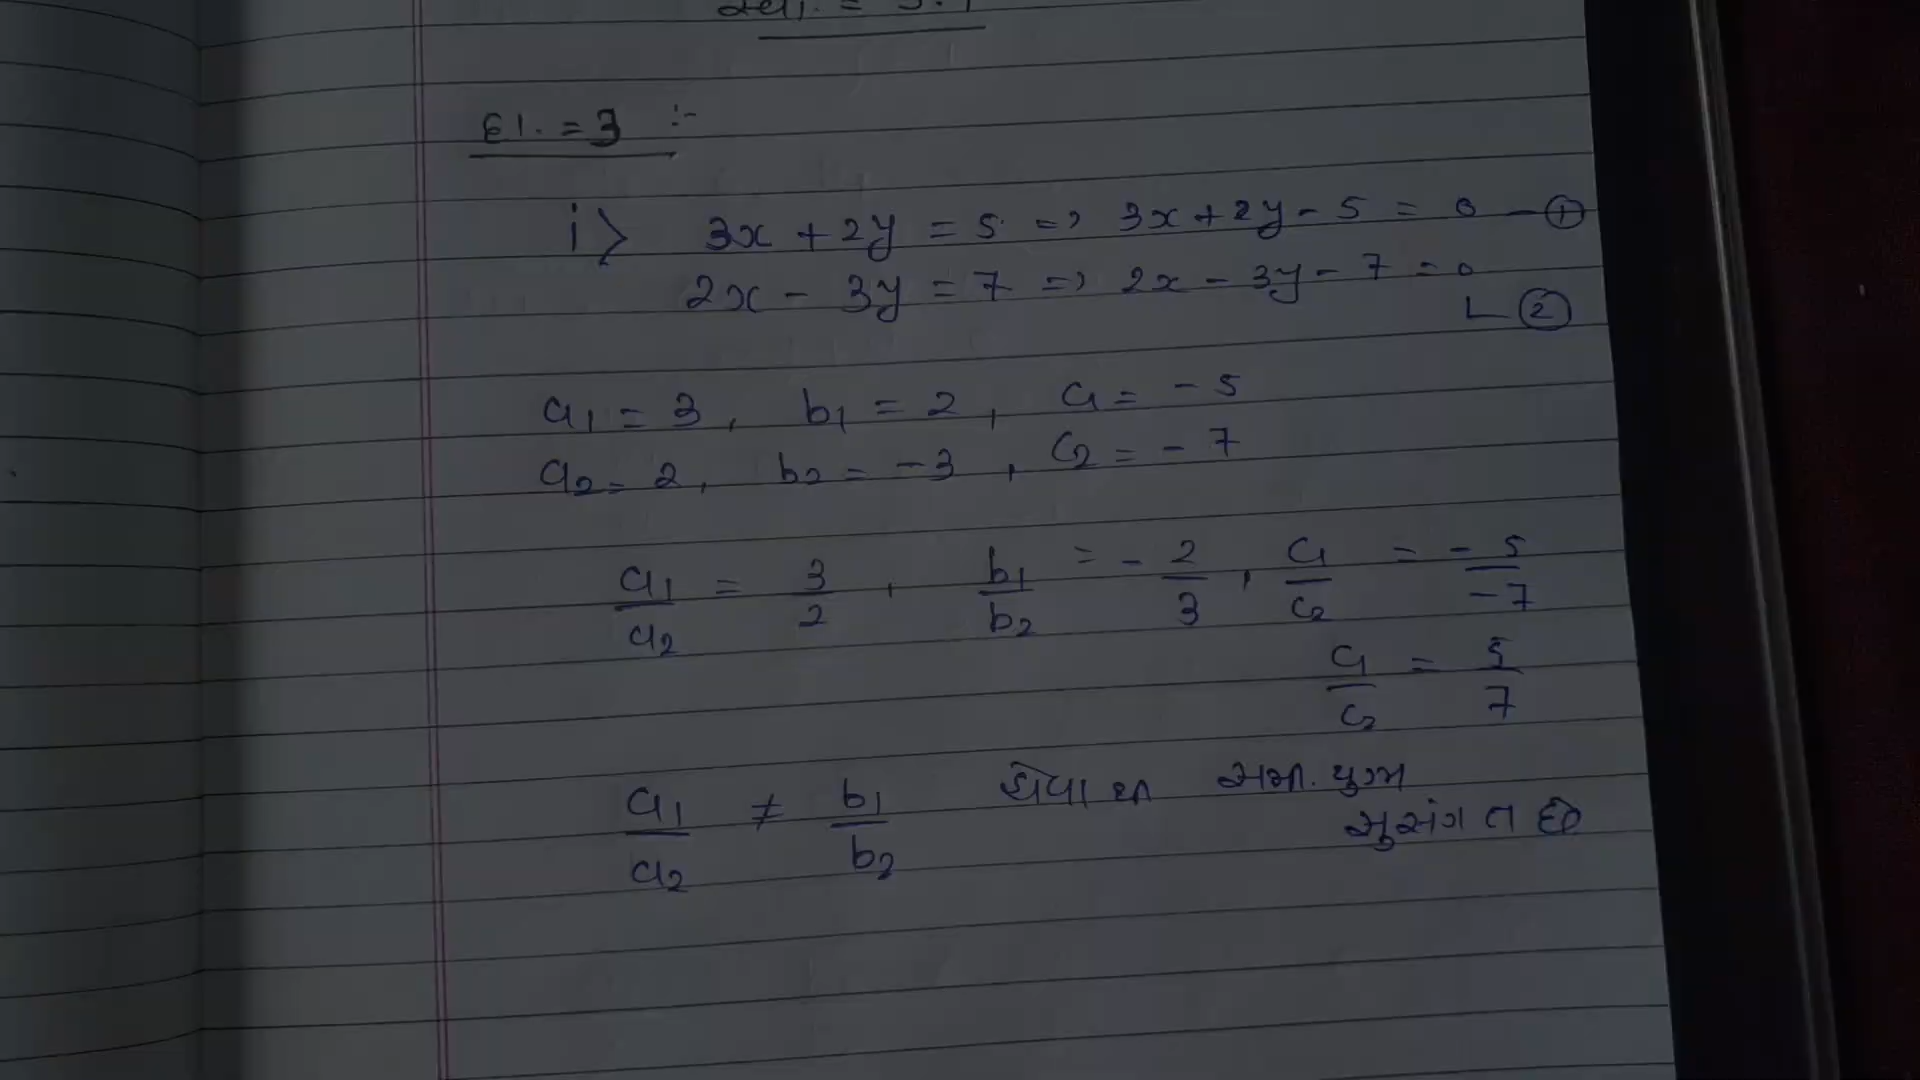 દા. = 3 :-
i> 3x + 2y = 5 => 3x + 2y - 5 = 0 — ①
2x - 3y = 7 => 2x - 3y - 7 = 0
∟ ②
a1 = 3, b1 = 2, c1 = - 5
a2 = 2, b2 = -3, c2 = - 7
a1/a2 = 3/2, b1/b2 = - 2/3, c1/c2 = -5/-7
c1/c2 = 5/7
a1/a2 ≠ b1/b2 હોવાથી સમી. યુગ્મ
સુસંગત છે